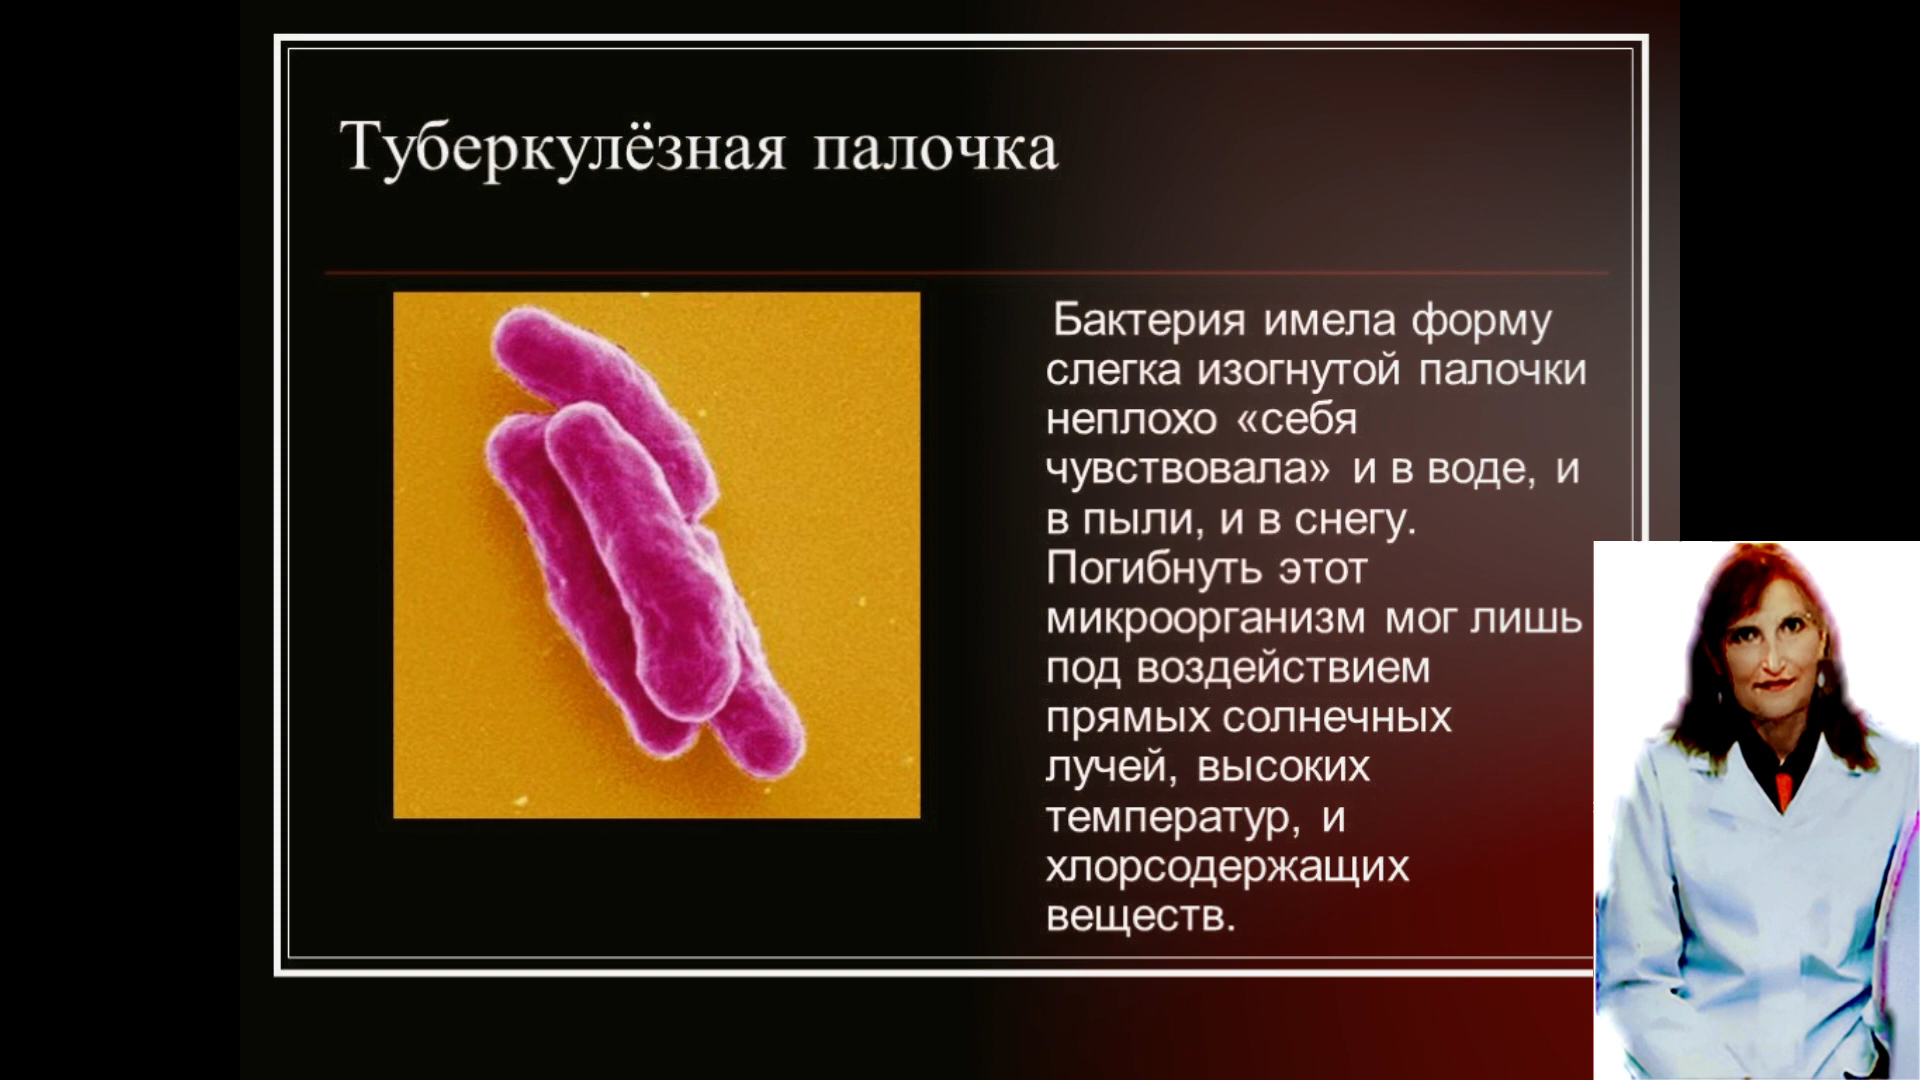 Туберкулёзная палочка
Бактерия имела форму
слегка изогнутой палочки
неплохо «себя
чувствовала» и в воде, и
в пыли, и в снегу.
Погибнуть этот
микроорганизм мог лишь
под воздействием
прямых солнечных
лучей, высоких
температур, и
хлорсодержащих
веществ.